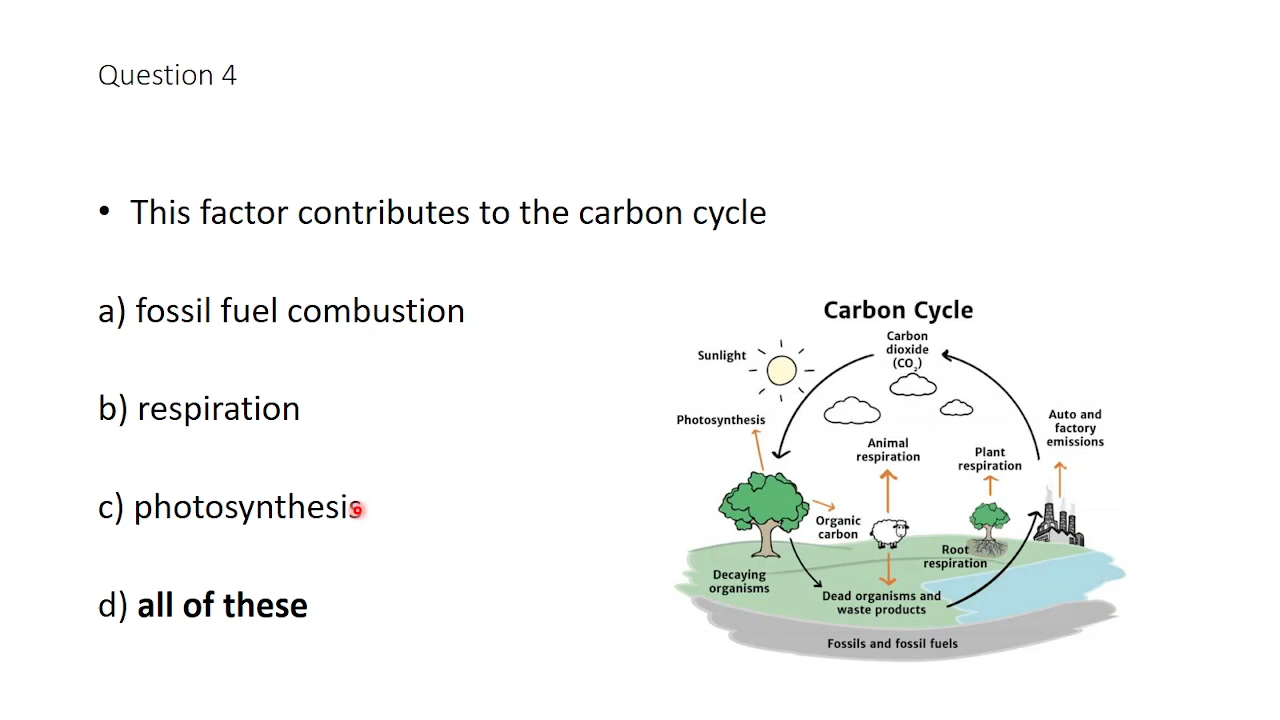 Question 4
• This factor contributes to the carbon cycle
a) fossil fuel combustion
b) respiration
c) photosynthesis
d) all of these
Carbon Cycle
Carbon
dioxide
(CO₂)
Sunlight
Photosynthesis
Animal
respiration
Plant
respiration
Auto and
factory
emissions
Organic
carbon
Root
respiration
Decaying
organisms
Dead organisms and
waste products
Fossils and fossil fuels